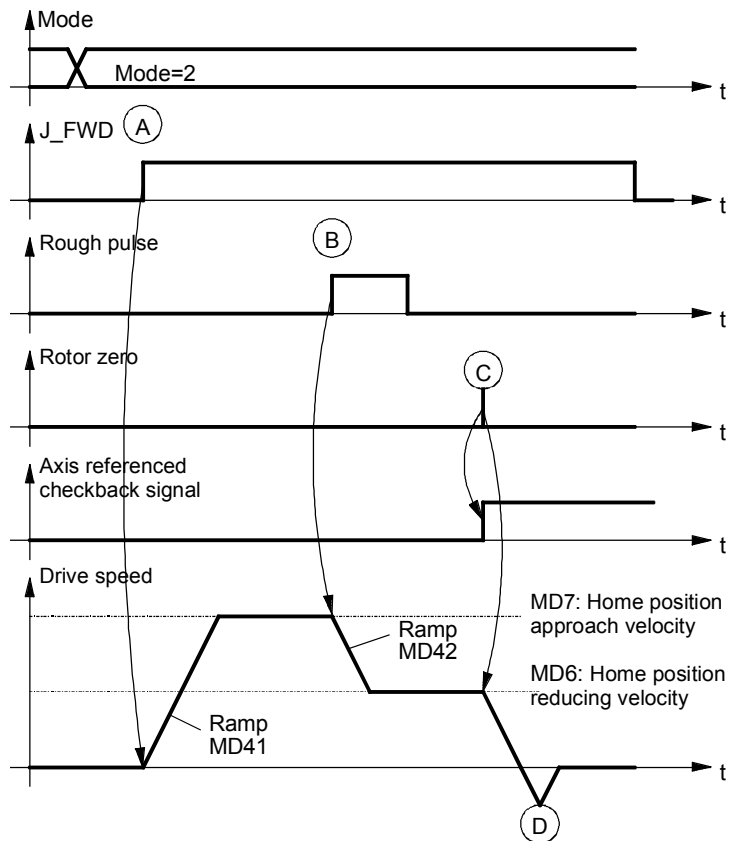 Mode
Mode=2
t
J_FWD
A
t
Rough pulse
B
t
Rotor zero
C
t
Axis referenced
checkback signal
t
Drive speed
MD7: Home position
approach velocity
Ramp
MD42
MD6: Home position
reducing velocity
Ramp
MD41
t
D